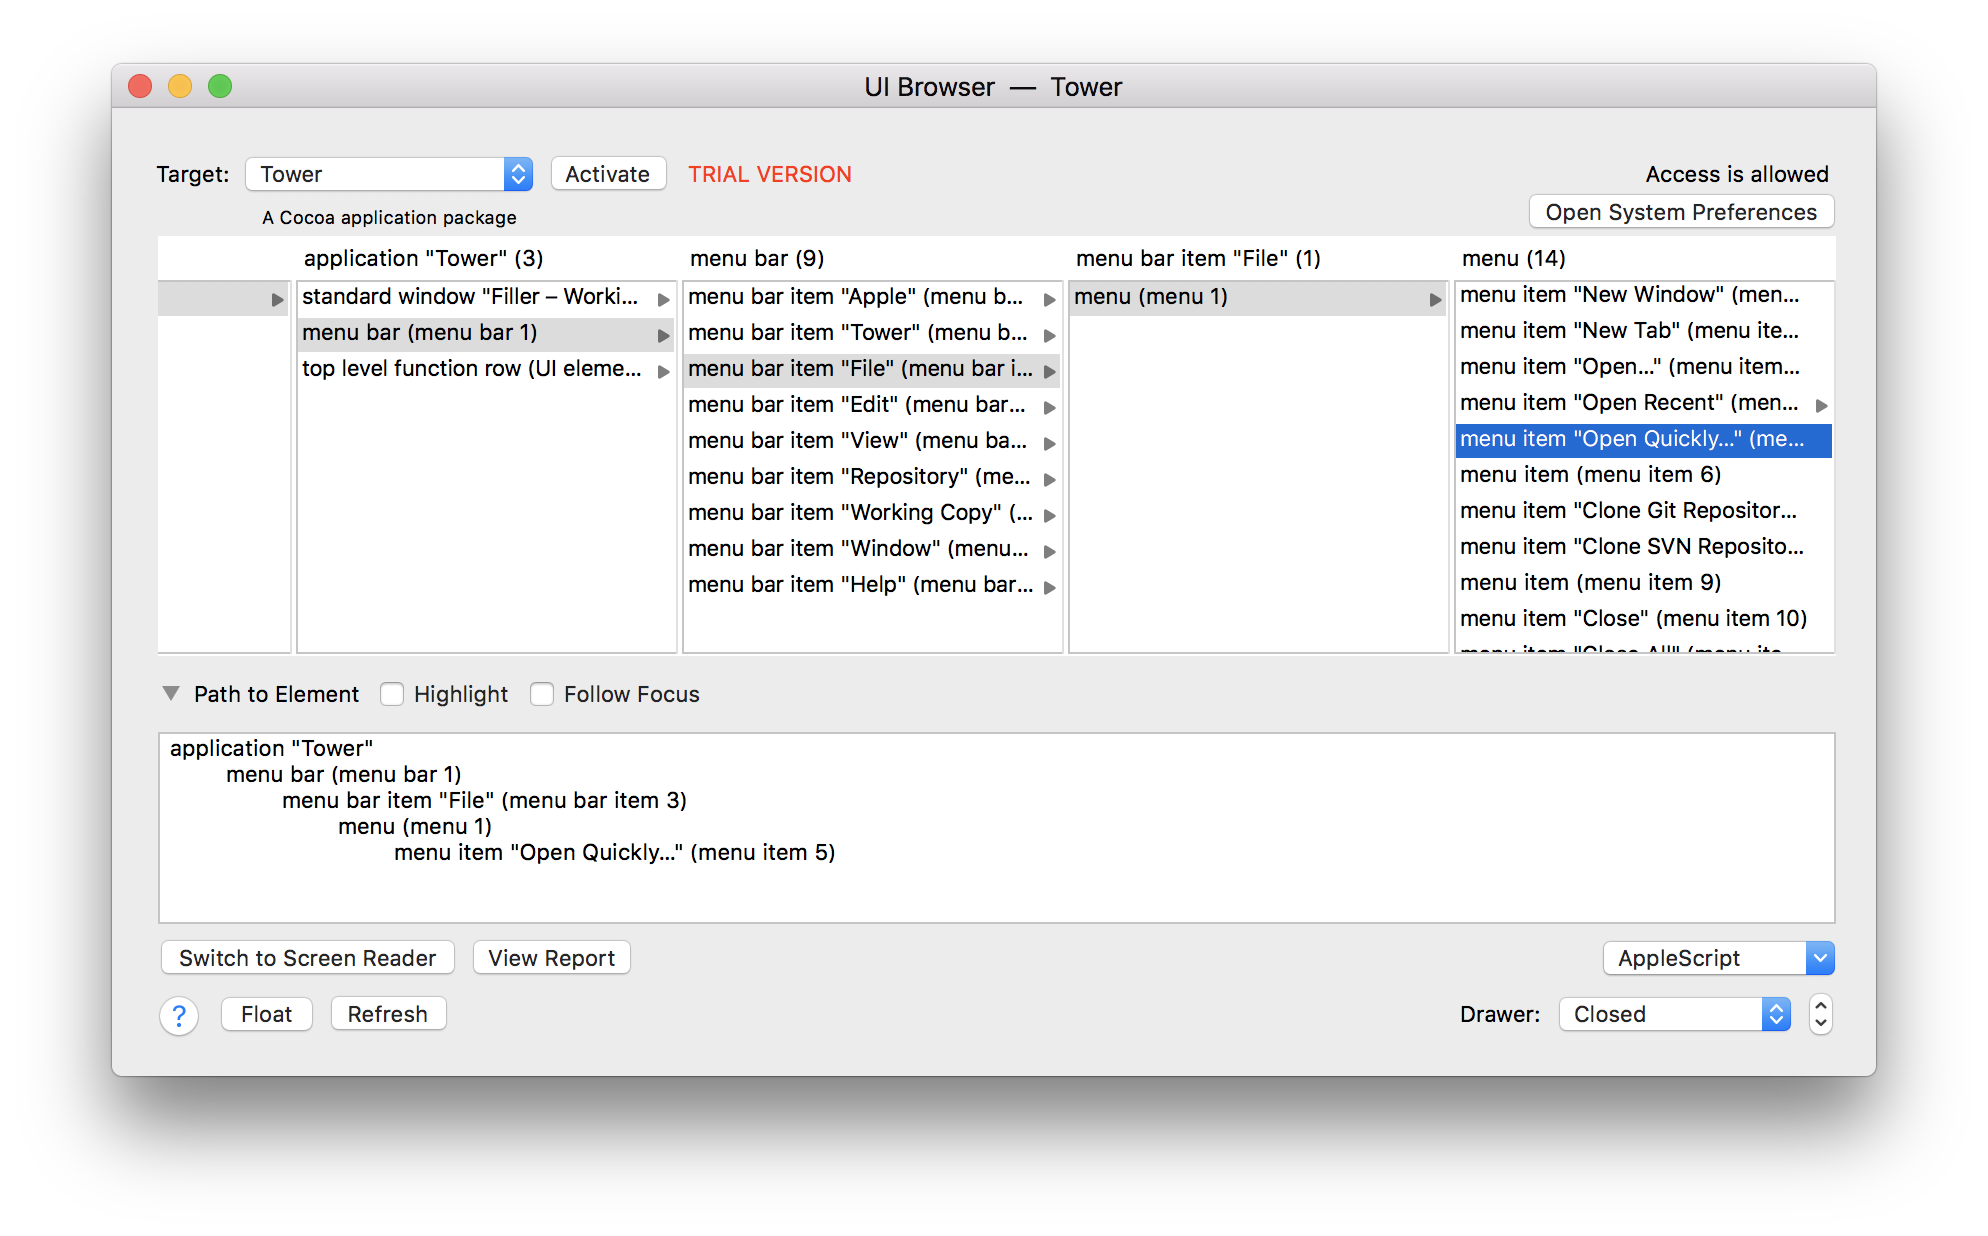 UI Browser — Tower
Target: Tower Activate TRIAL VERSION Access is allowed
A Cocoa application package Open System Preferences
application "Tower" (3) menu bar (9) menu bar item "File" (1) menu (14)
standard window "Filler – Worki...
menu bar (menu bar 1)
top level function row (UI eleme...
menu bar item "Apple" (menu b...
menu bar item "Tower" (menu b...
menu bar item "File" (menu bar i...
menu bar item "Edit" (menu bar...
menu bar item "View" (menu ba...
menu bar item "Repository" (me...
menu bar item "Working Copy" (...
menu bar item "Window" (menu...
menu bar item "Help" (menu bar...
menu (menu 1)
menu item "New Window" (men...
menu item "New Tab" (menu ite...
menu item "Open..." (menu item...
menu item "Open Recent" (men...
menu item "Open Quickly..." (me...
menu item (menu item 6)
menu item "Clone Git Repositor...
menu item "Clone SVN Reposito...
menu item (menu item 9)
menu item "Close" (menu item 10)
menu item "Close All" (menu ite...
Path to Element Highlight Follow Focus
application "Tower"
menu bar (menu bar 1)
menu bar item "File" (menu bar item 3)
menu (menu 1)
menu item "Open Quickly..." (menu item 5)
Switch to Screen Reader View Report AppleScript
? Float Refresh Drawer: Closed